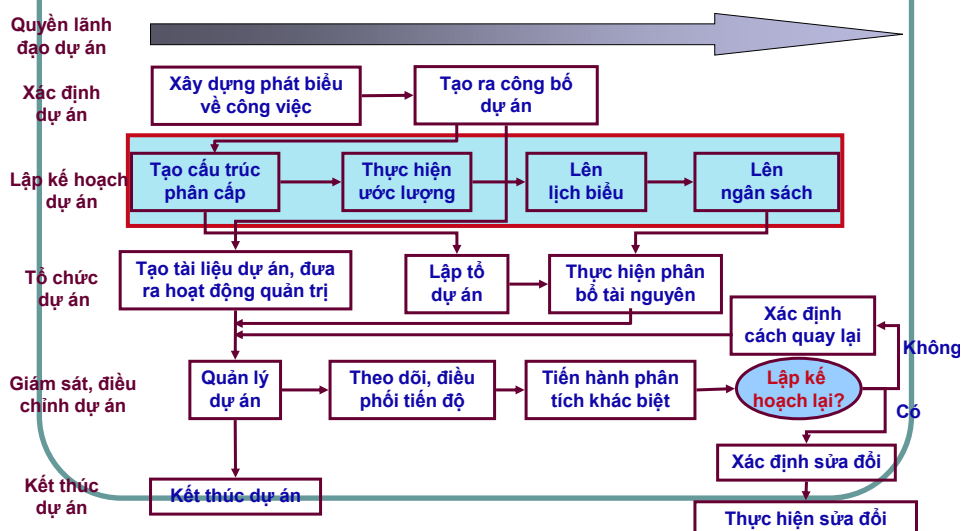 Quyền lãnh
đạo dự án
Xác định
dự án
Xây dựng phát biểu
về công việc
Tạo ra công bố
dự án
Lập kế hoạch
dự án
Tạo cấu trúc
phân cấp
Thực hiện
ước lượng
Lên
lịch biểu
Lên
ngân sách
Tổ chức
dự án
Tạo tài liệu dự án, đưa
ra hoạt động quản trị
Lập tổ
dự án
Thực hiện phân
bổ tài nguyên
Xác định
cách quay lại
Không
Giám sát, điều
chỉnh dự án
Quản lý
dự án
Theo dõi, điều
phối tiến độ
Tiến hành phân
tích khác biệt
Lập kế
hoạch lại?
Có
Xác định sửa đổi
Kết thúc
dự án
Kết thúc dự án
Thực hiện sửa đổi